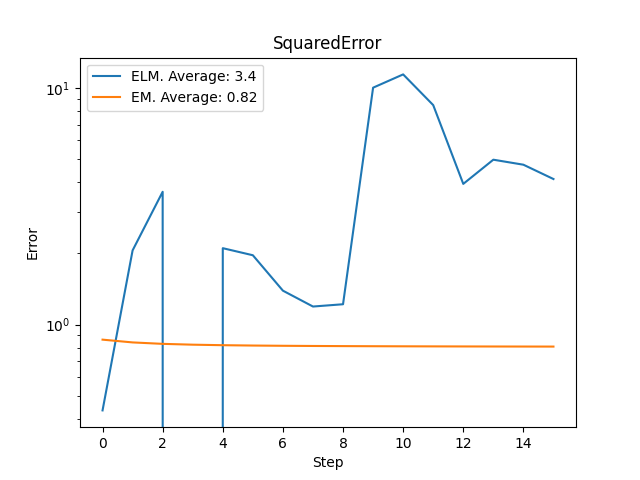 SquaredError
ELM. Average: 3.4
EM. Average: 0.82
10¹
10⁰
Error
0 2 4 6 8 10 12 14
Step